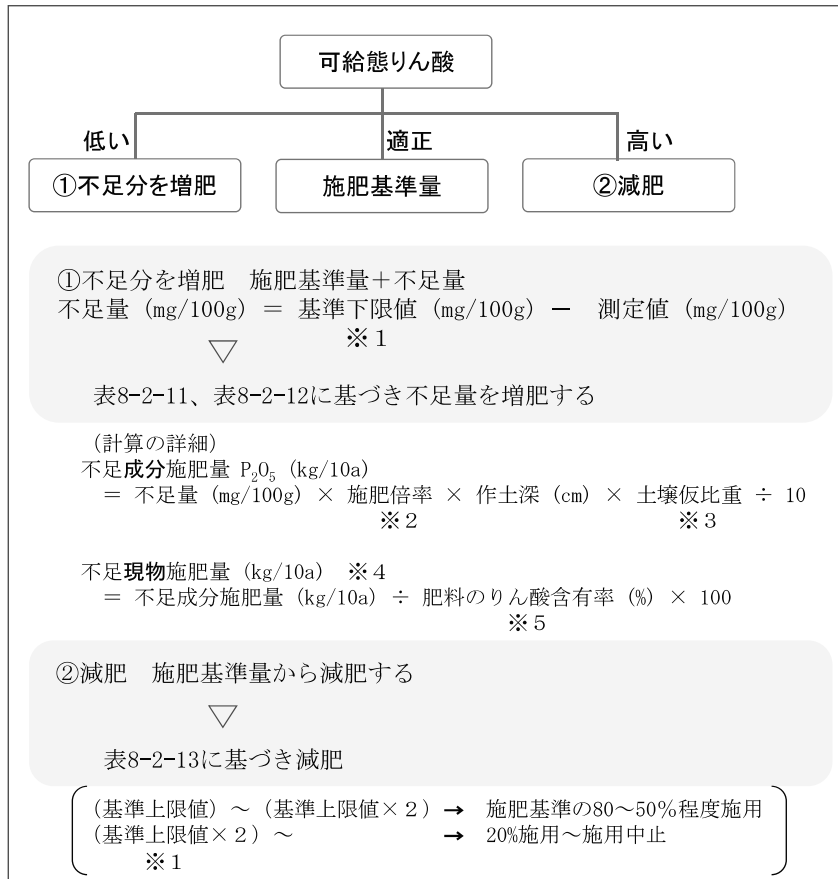 可給態りん酸
低い 適正 高い
①不足分を増肥 施肥基準量 ②減肥
①不足分を増肥 施肥基準量＋不足量
不足量 (mg/100g) ＝ 基準下限値 (mg/100g) － 測定値 (mg/100g)
※１
表8-2-11、表8-2-12に基づき不足量を増肥する
(計算の詳細)
不足成分施肥量 P₂O₅ (kg/10a)
＝ 不足量 (mg/100g) × 施肥倍率 × 作土深 (cm) × 土壌仮比重 ÷ 10
※２ ※３
不足現物施肥量 (kg/10a) ※４
＝ 不足成分施肥量 (kg/10a) ÷ 肥料のりん酸含有率 (%) × 100
※５
②減肥 施肥基準量から減肥する
表8-2-13に基づき減肥
(基準上限値) ～ (基準上限値×２) → 施肥基準の80～50％程度施用
(基準上限値×２) ～ → 20%施用～施用中止
※１